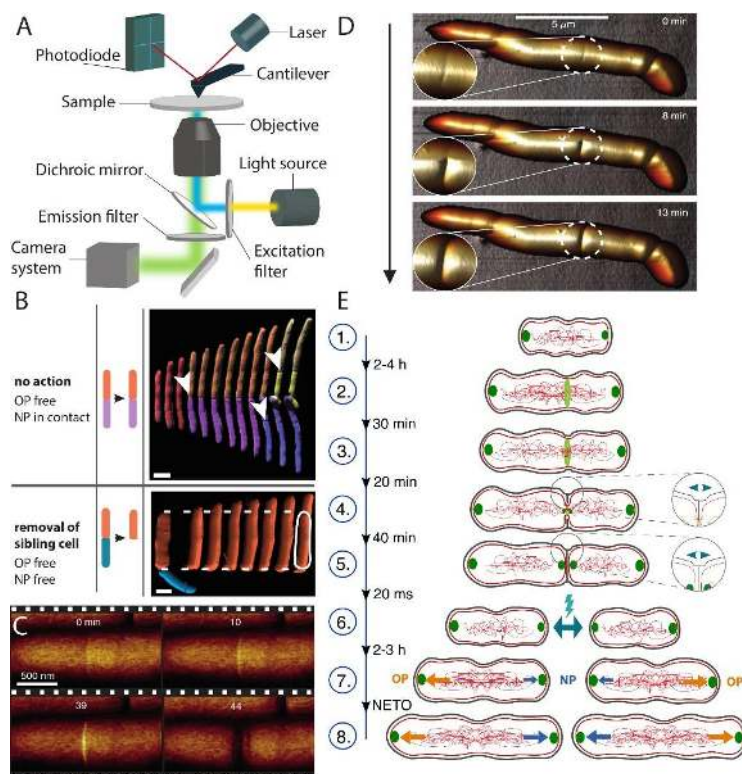 A
Photodiode
Laser
Cantilever
Sample
Objective
Dichroic mirror
Light source
Emission filter
Camera
system
Excitation
filter
B
no action
OP free
NP in contact
removal of
sibling cell
OP free
NP free
C
0 min
10
500 nm
39
44
D
5 μm
0 min
8 min
13 min
E
1.
2-4 h
2.
30 min
3.
20 min
4.
40 min
5.
20 ms
6.
2-3 h
7.
OP
NP
OP
NETO
8.